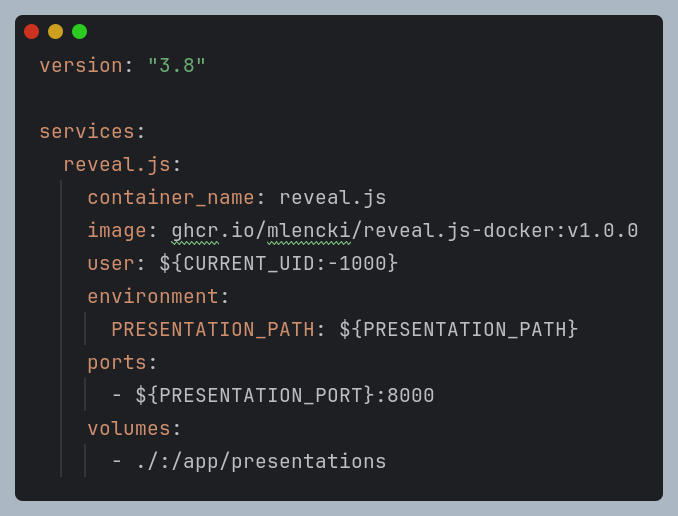 version: "3.8"

services:
  reveal.js:
    container_name: reveal.js
    image: ghcr.io/mlencki/reveal.js-docker:v1.0.0
    user: ${CURRENT_UID:-1000}
    environment:
      PRESENTATION_PATH: ${PRESENTATION_PATH}
    ports:
      - ${PRESENTATION_PORT}:8000
    volumes:
      - ./:/app/presentations